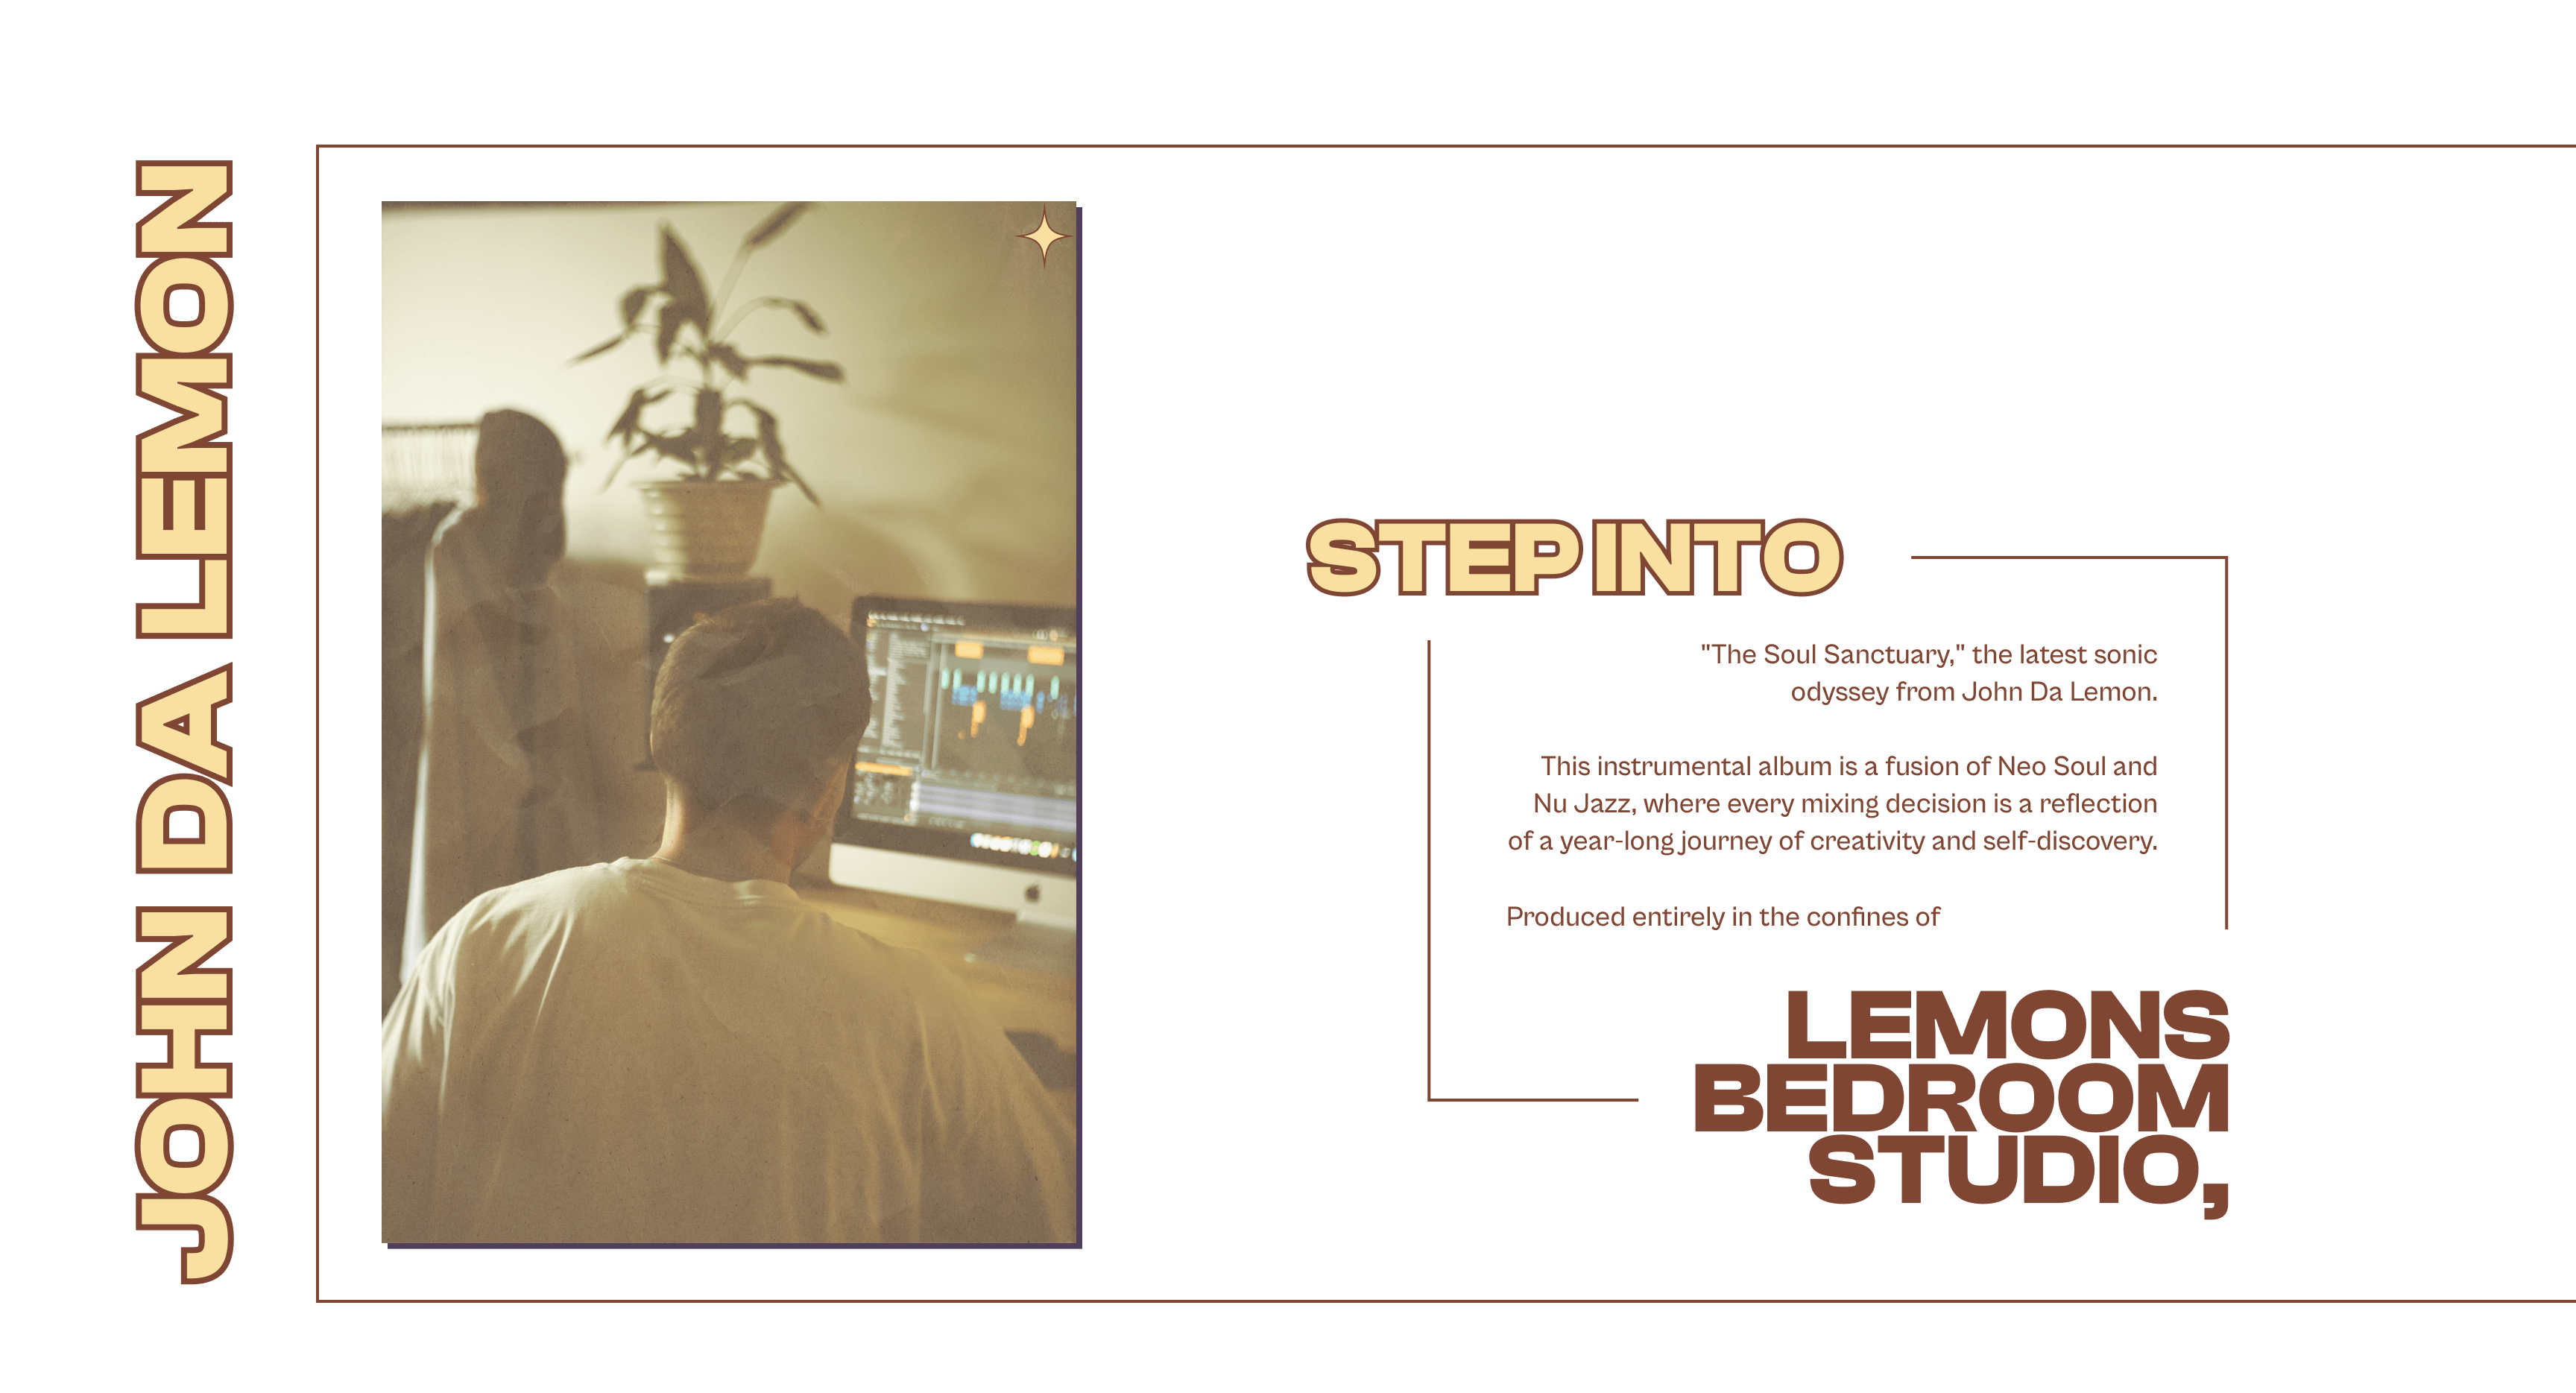 JOHN DA LEMON
STEP INTO
"The Soul Sanctuary," the latest sonic
odyssey from John Da Lemon.
This instrumental album is a fusion of Neo Soul and
Nu Jazz, where every mixing decision is a reflection
of a year-long journey of creativity and self-discovery.
Produced entirely in the confines of
LEMONS
BEDROOM
STUDIO,